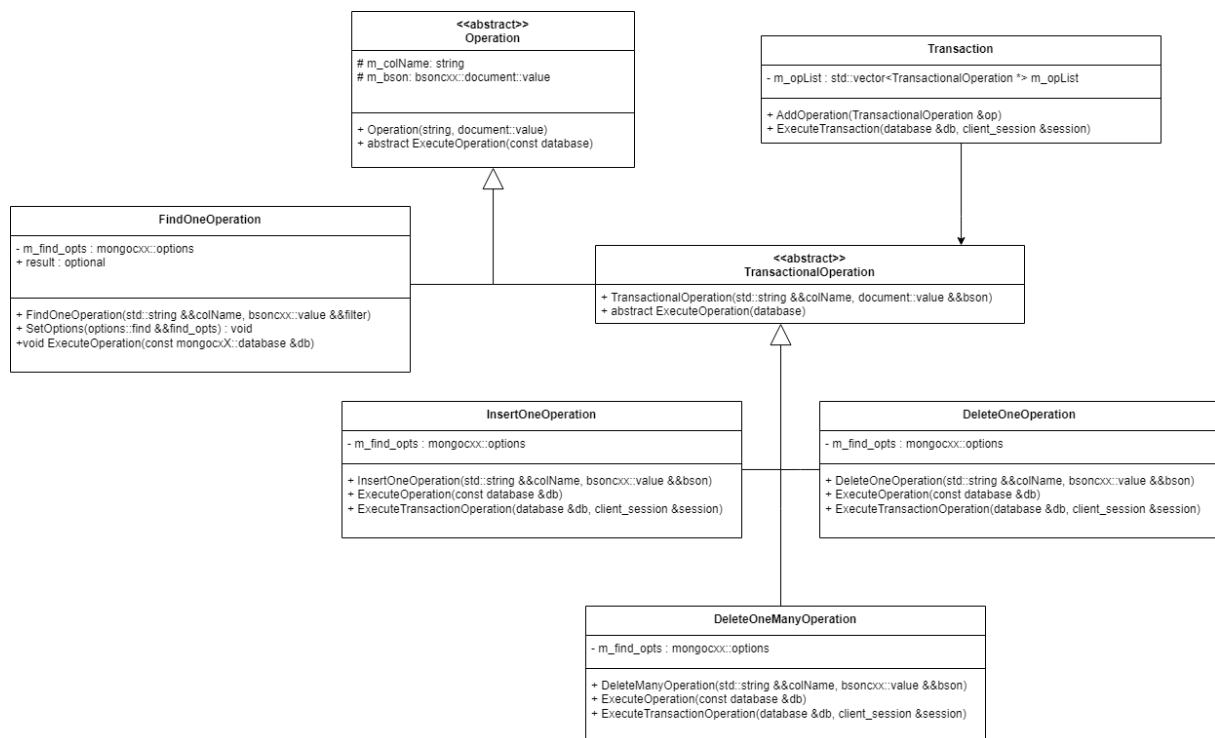 <<abstract>>
Operation
# m_colName: string
# m_bson: bsoncxx::document::value
+ Operation(string, document::value)
+ abstract ExecuteOperation(const database)
Transaction
- m_opList : std::vector<TransactionalOperation *> m_opList
+ AddOperation(TransactionalOperation &op)
+ ExecuteTransaction(database &db, client_session &session)
FindOneOperation
- m_find_opts : mongocxx::options
+ result : optional
+ FindOneOperation(std::string &&colName, bsoncxx::value &&filter)
+ SetOptions(options::find &&find_opts) : void
+void ExecuteOperation(const mongocxX::database &db)
<<abstract>>
TransactionalOperation
+ TransactionalOperation(std::string &&colName, document::value &&bson)
+ abstract ExecuteOperation(database)
InsertOneOperation
- m_find_opts : mongocxx::options
+ InsertOneOperation(std::string &&colName, bsoncxx::value &&bson)
+ ExecuteOperation(const database &db)
+ ExecuteTransactionOperation(database &db, client_session &session)
DeleteOneOperation
- m_find_opts : mongocxx::options
+ DeleteOneOperation(std::string &&colName, bsoncxx::value &&bson)
+ ExecuteOperation(const database &db)
+ ExecuteTransactionOperation(database &db, client_session &session)
DeleteOneManyOperation
- m_find_opts : mongocxx::options
+ DeleteManyOperation(std::string &&colName, bsoncxx::value &&bson)
+ ExecuteOperation(const database &db)
+ ExecuteTransactionOperation(database &db, client_session &session)